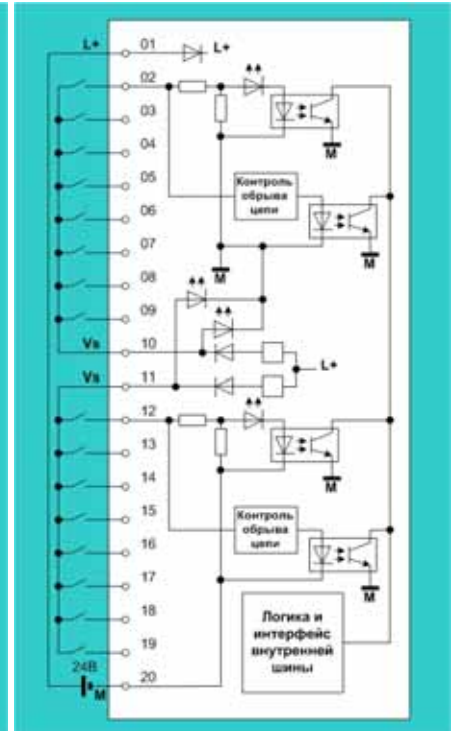 L+ 01 L+
02
03
04
M
05
Контроль
обрыва
цепи
06
07
M
M
08
09
Vs 10
L+
Vs 11
12
13
M
14
15
Контроль
обрыва
цепи
16
17
M
18
Логика и
интерфейс
внутренней
шины
19
24В
M
20